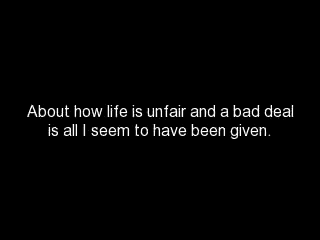 About how life is unfair and a bad deal
is all I seem to have been given.